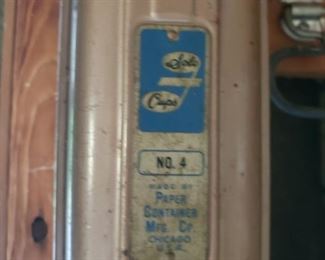 Solo
Cups
NO. 4
MADE BY
PAPER
CONTAINER
MFG. CO.
CHICAGO
U.S.A.